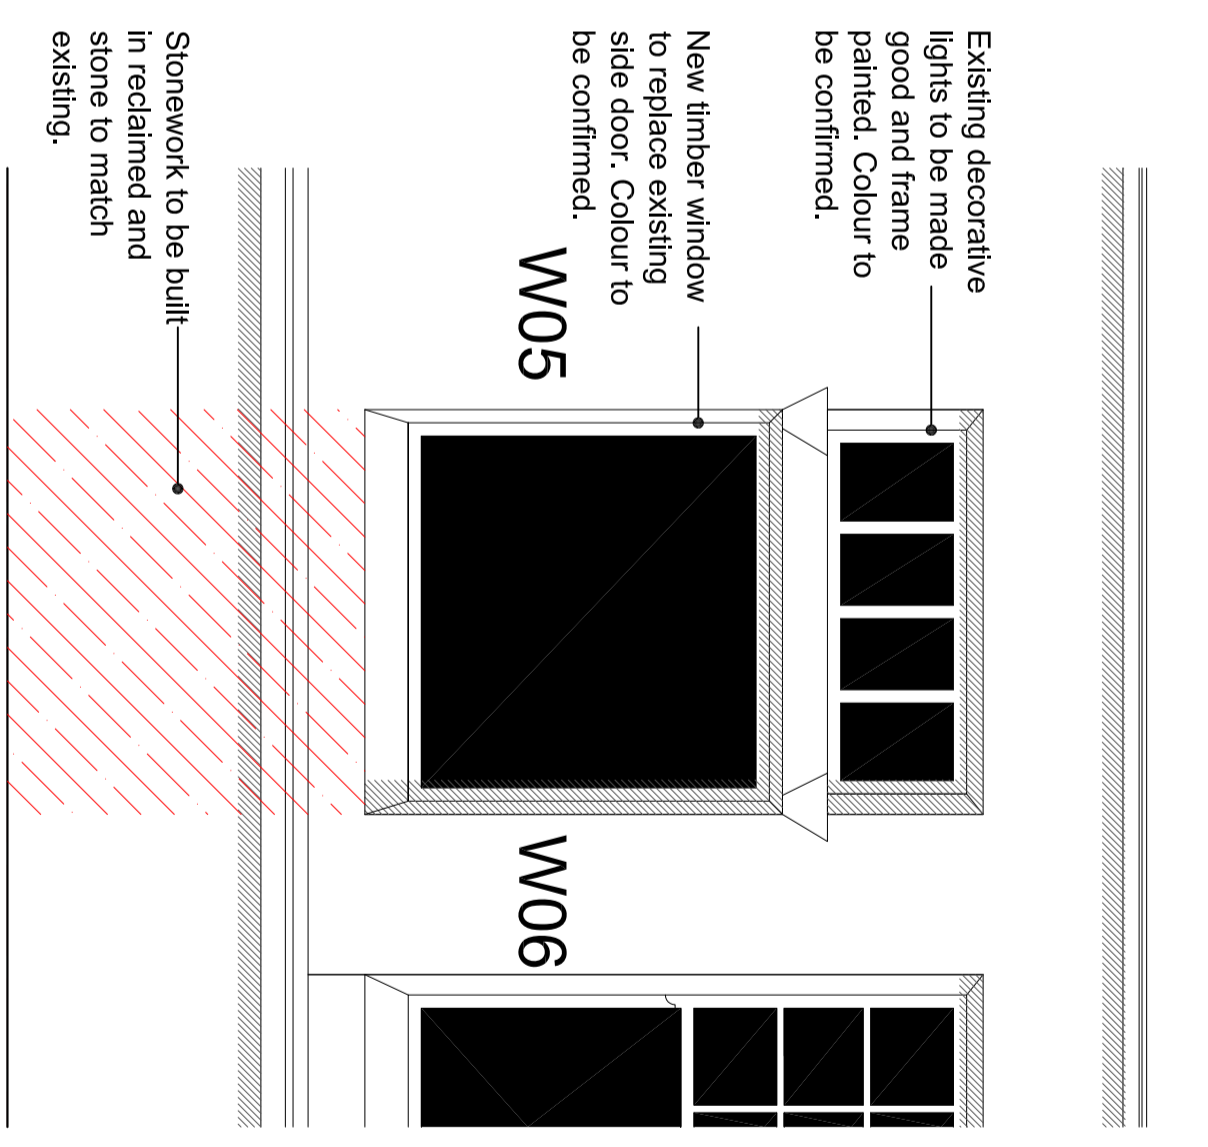 Existing decorative
lights to be made
good and frame
painted. Colour to
be confirmed.
New timber window
to replace existing
side door. Colour to
be confirmed.
W05
W06
Stonework to be built
in reclaimed and
stone to match
existing.